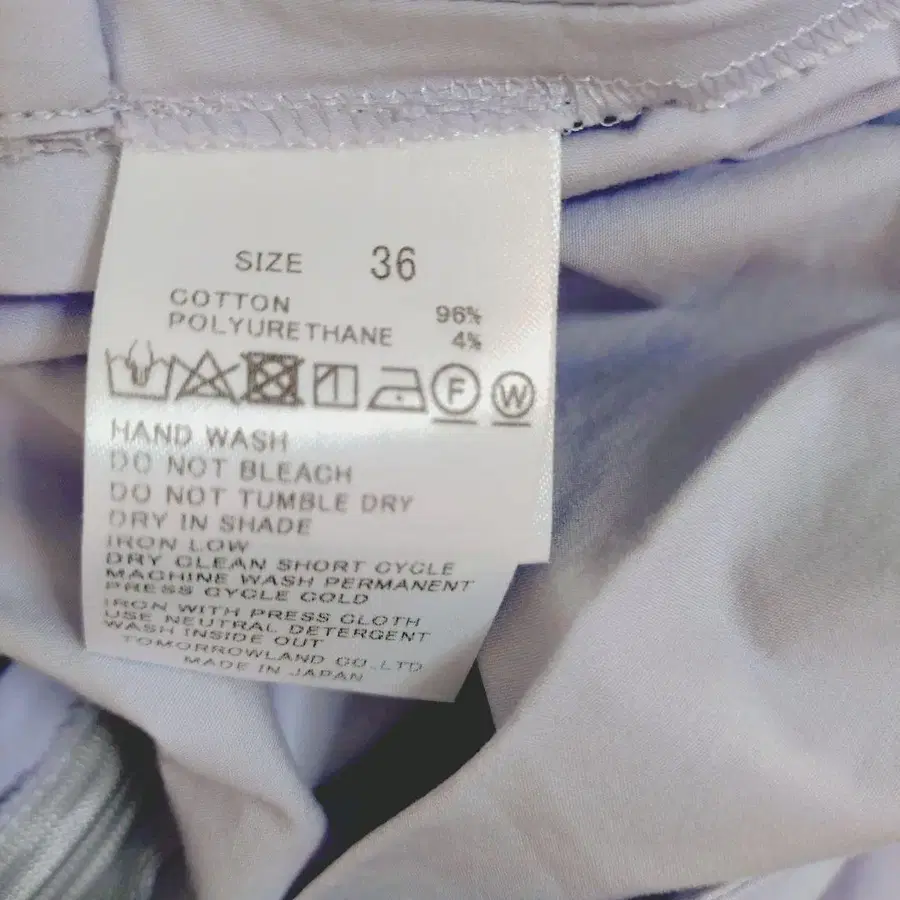 SIZE 36
COTTON 96%
POLYURETHANE 4%
F W
HAND WASH
DO NOT BLEACH
DO NOT TUMBLE DRY
DRY IN SHADE
IRON LOW
DRY CLEAN SHORT CYCLE
MACHINE WASH PERMANENT
PRESS CYCLE COLD
IRON WITH PRESS CLOTH
USE NEUTRAL DETERGENT
WASH INSIDE OUT
TOMORROWLAND CO.,LTD
MADE IN JAPAN